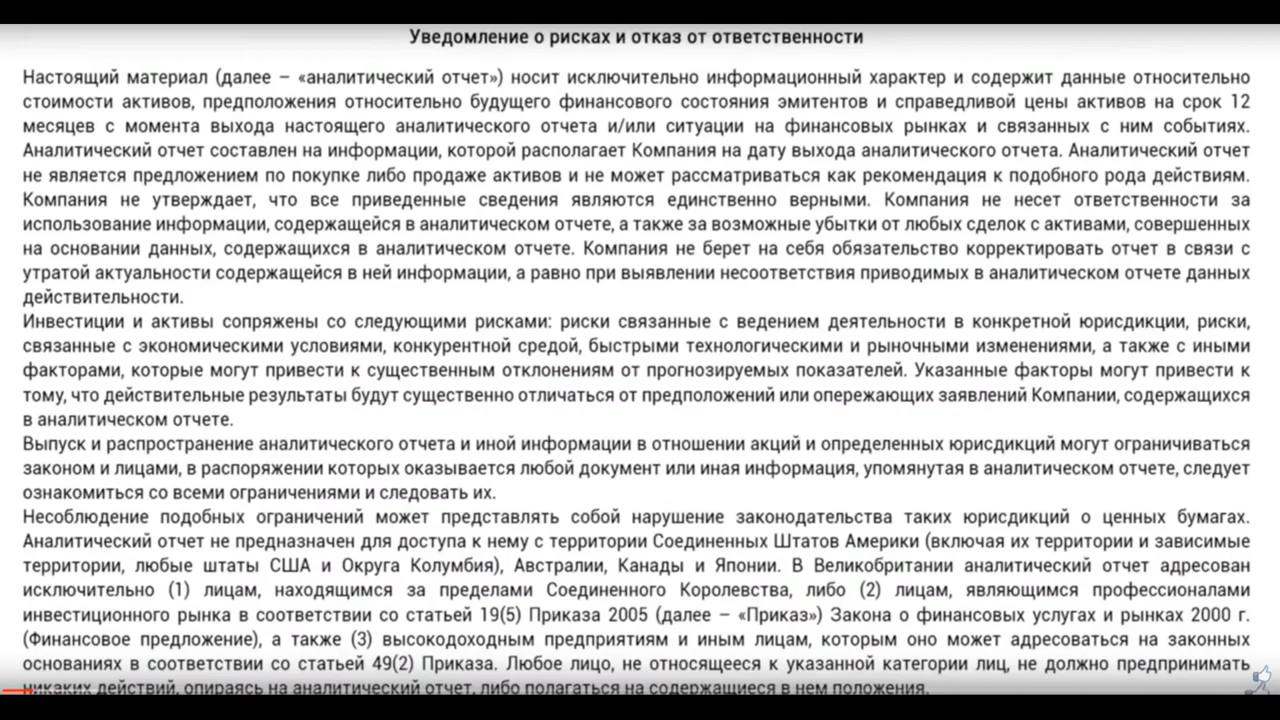 Уведомление о рисках и отказ от ответственности
Настоящий материал (далее – «аналитический отчет») носит исключительно информационный характер и содержит данные относительно
стоимости активов, предположения относительно будущего финансового состояния эмитентов и справедливой цены активов на срок 12
месяцев с момента выхода настоящего аналитического отчета и/или ситуации на финансовых рынках и связанных с ним событиях.
Аналитический отчет составлен на информации, которой располагает Компания на дату выхода аналитического отчета. Аналитический отчет
не является предложением по покупке либо продаже активов и не может рассматриваться как рекомендация к подобного рода действиям.
Компания не утверждает, что все приведенные сведения являются единственно верными. Компания не несет ответственности за
использование информации, содержащейся в аналитическом отчете, а также за возможные убытки от любых сделок с активами, совершенных
на основании данных, содержащихся в аналитическом отчете. Компания не берет на себя обязательство корректировать отчет в связи с
утратой актуальности содержащейся в ней информации, а равно при выявлении несоответствия приводимых в аналитическом отчете данных
действительности.
Инвестиции и активы сопряжены со следующими рисками: риски связанные с ведением деятельности в конкретной юрисдикции, риски,
связанные с экономическими условиями, конкурентной средой, быстрыми технологическими и рыночными изменениями, а также с иными
факторами, которые могут привести к существенным отклонениям от прогнозируемых показателей. Указанные факторы могут привести к
тому, что действительные результаты будут существенно отличаться от предположений или опережающих заявлений Компании, содержащихся
в аналитическом отчете.
Выпуск и распространение аналитического отчета и иной информации в отношении акций и определенных юрисдикций могут ограничиваться
законом и лицами, в распоряжении которых оказывается любой документ или иная информация, упомянутая в аналитическом отчете, следует
ознакомиться со всеми ограничениями и следовать их.
Несоблюдение подобных ограничений может представлять собой нарушение законодательства таких юрисдикций о ценных бумагах.
Аналитический отчет не предназначен для доступа к нему с территории Соединенных Штатов Америки (включая их территории и зависимые
территории, любые штаты США и Округа Колумбия), Австралии, Канады и Японии. В Великобритании аналитический отчет адресован
исключительно (1) лицам, находящимся за пределами Соединенного Королевства, либо (2) лицам, являющимся профессионалами
инвестиционного рынка в соответствии со статьей 19(5) Приказа 2005 (далее – «Приказ») Закона о финансовых услугах и рынках 2000 г.
(Финансовое предложение), а также (3) высокодоходным предприятиям и иным лицам, которым оно может адресоваться на законных
основаниях в соответствии со статьей 49(2) Приказа. Любое лицо, не относящееся к указанной категории лиц, не должно предпринимать
никаких действий, опираясь на аналитический отчет, либо полагаться на содержащиеся в нем положения.